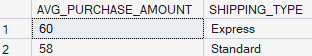 AVG_PURCHASE_AMOUNT SHIPPING_TYPE
1 60 Express
2 58 Standard